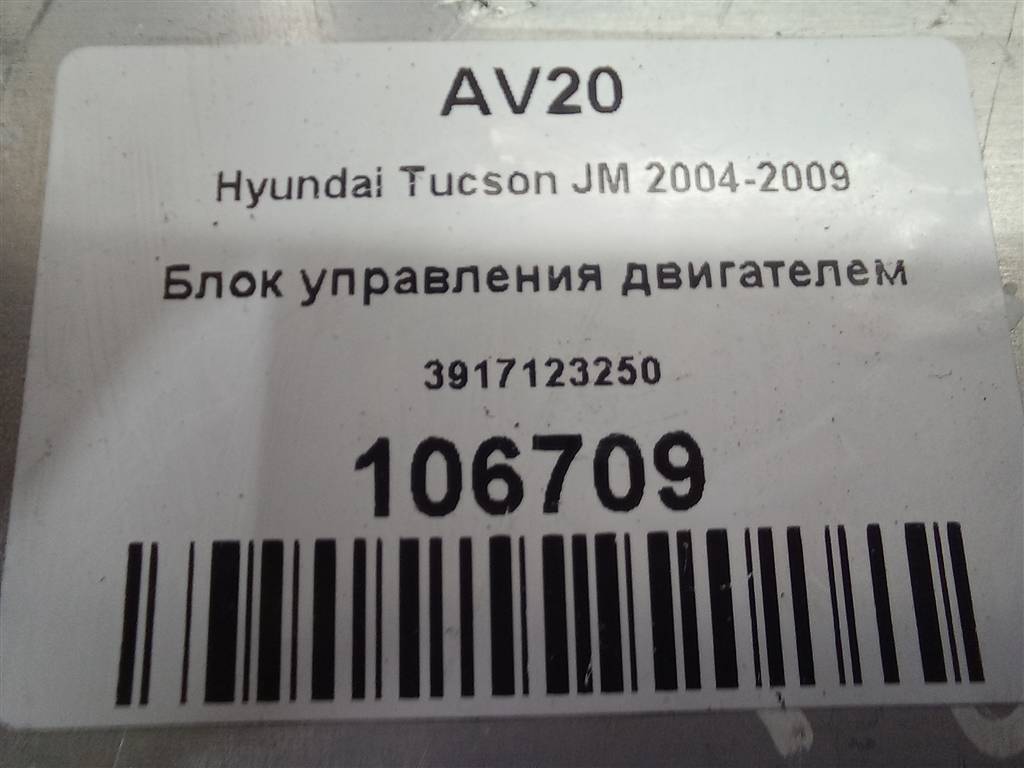 AV20
Hyundai Tucson JM 2004-2009
Блок управления двигателем
3917123250
106709